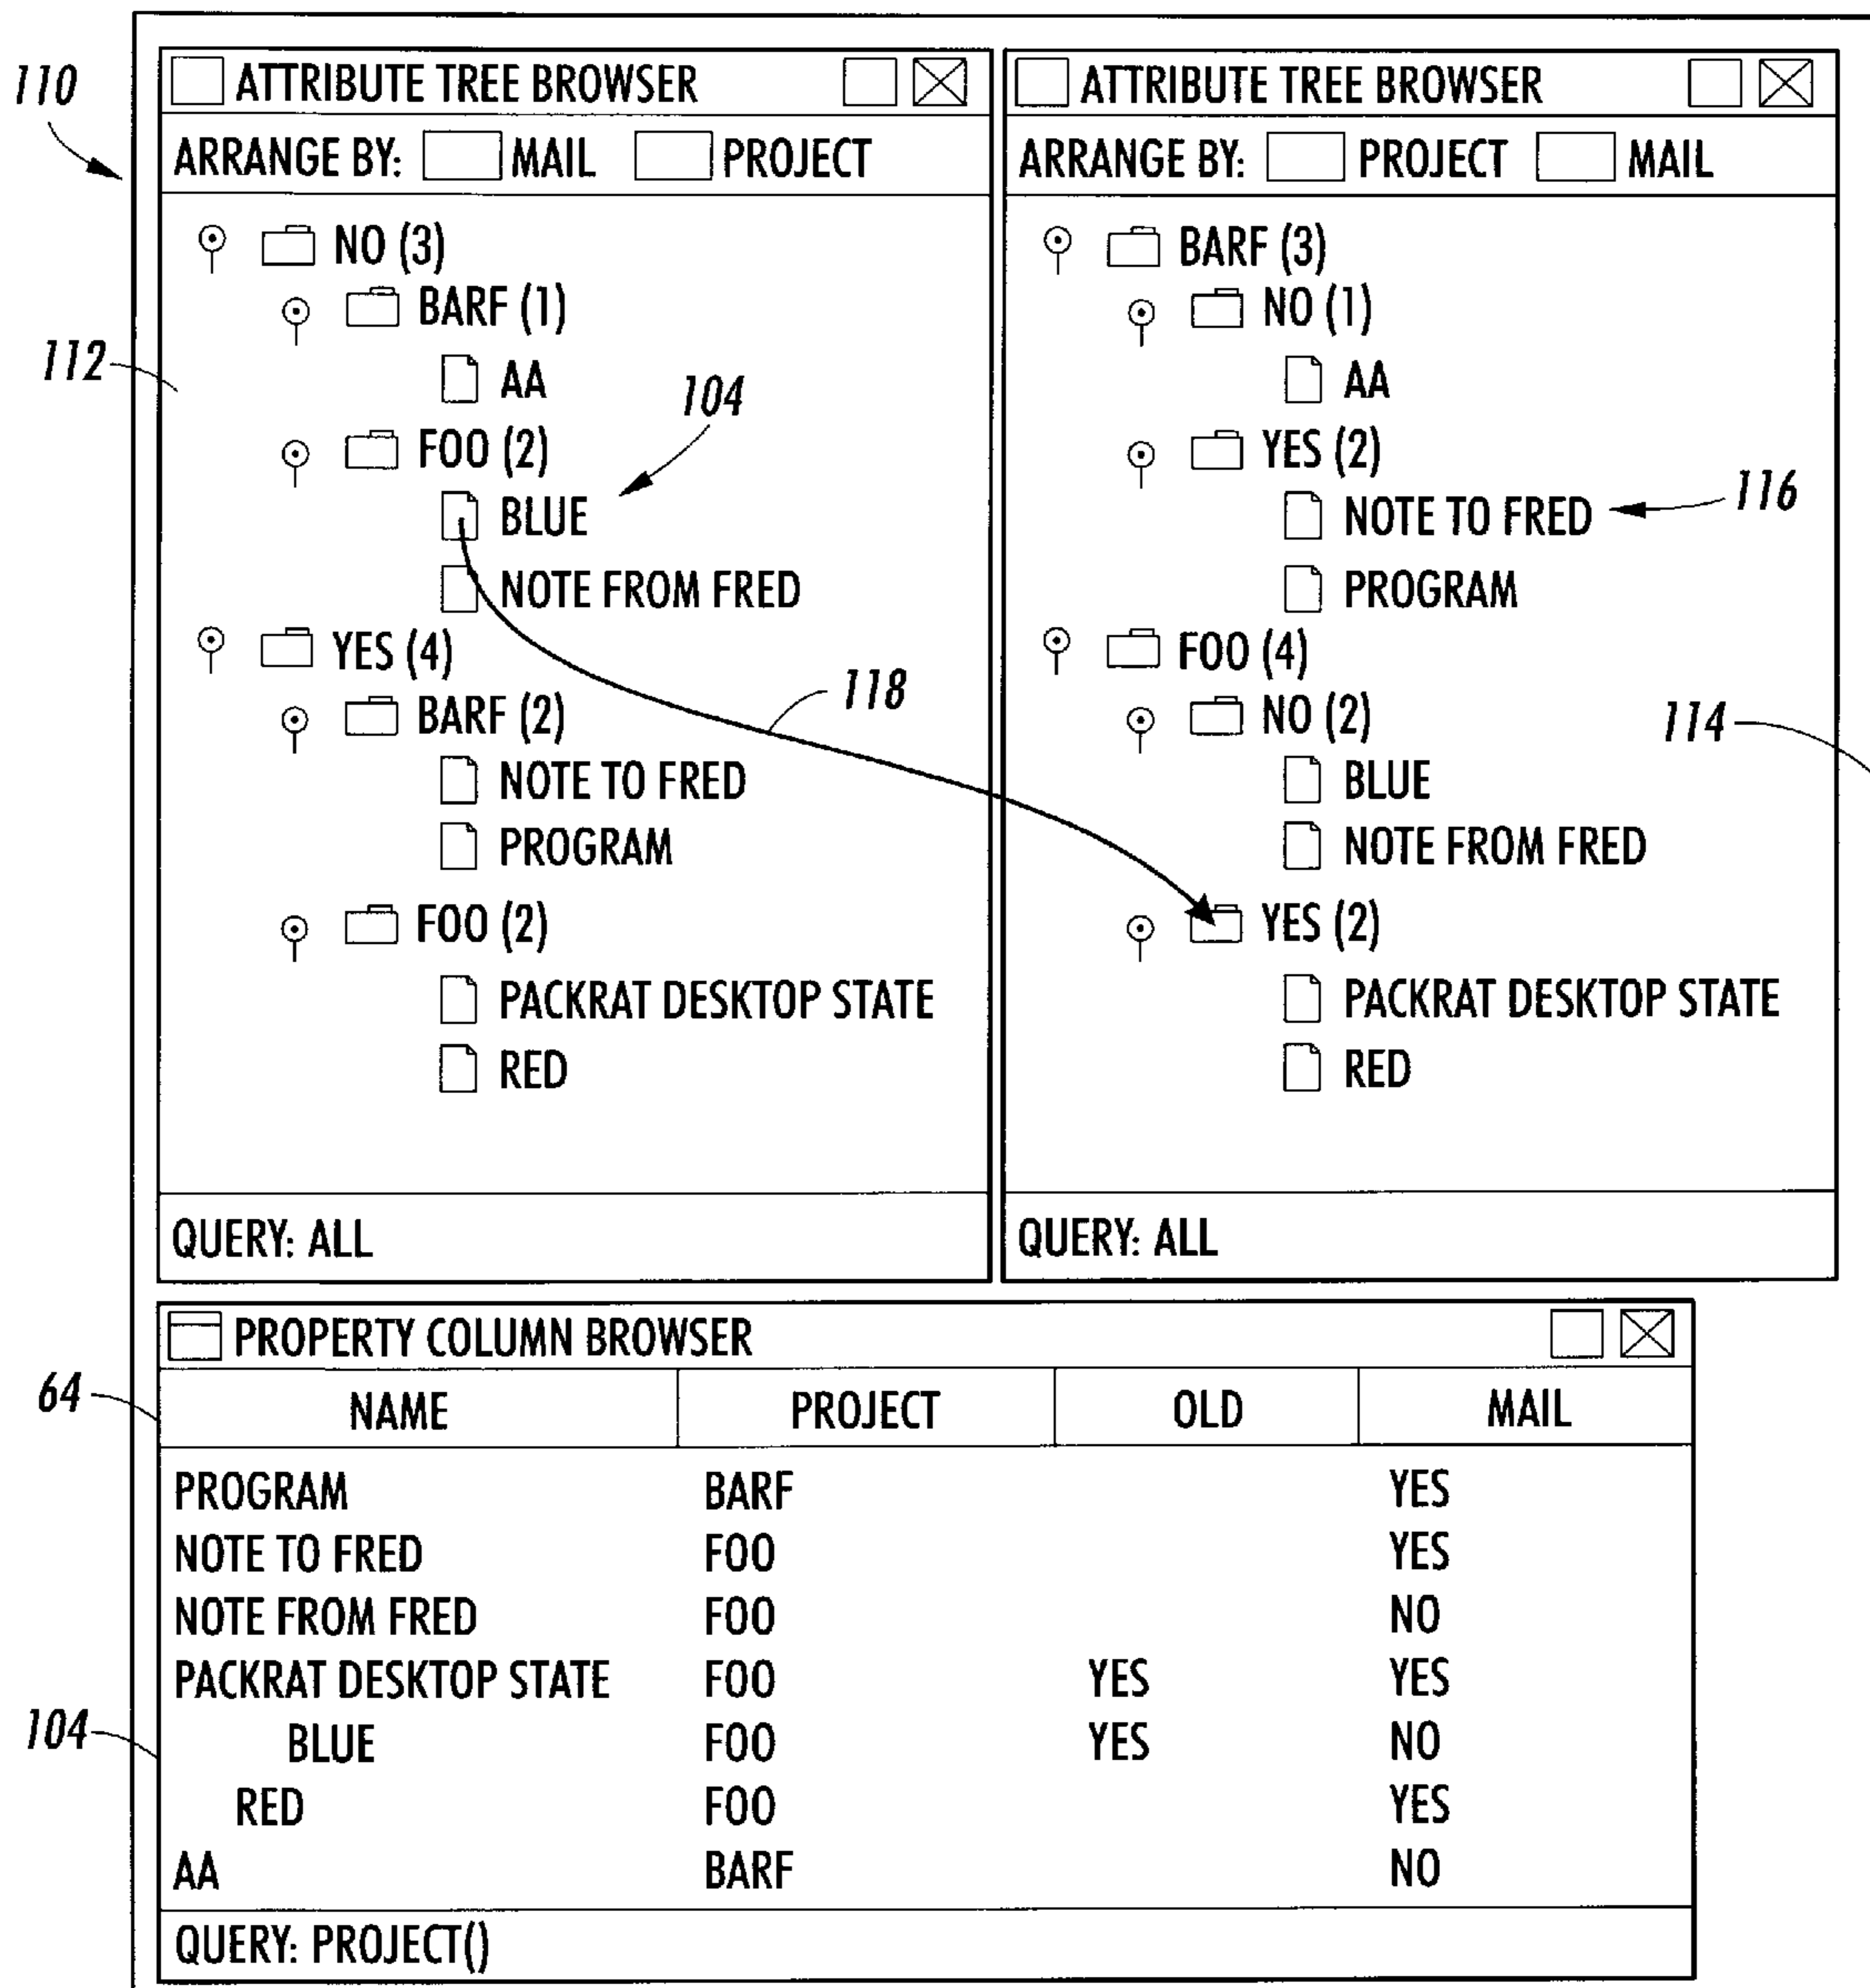 110
ATTRIBUTE TREE BROWSER
ARRANGE BY: MAIL PROJECT
NO (3)
BARF (1)
112
AA
104
FOO (2)
BLUE
NOTE FROM FRED
YES (4)
118
BARF (2)
NOTE TO FRED
PROGRAM
FOO (2)
PACKRAT DESKTOP STATE
RED
QUERY: ALL
ATTRIBUTE TREE BROWSER
ARRANGE BY: PROJECT MAIL
BARF (3)
NO (1)
AA
YES (2)
NOTE TO FRED 116
PROGRAM
FOO (4)
NO (2) 114
BLUE
NOTE FROM FRED
YES (2)
PACKRAT DESKTOP STATE
RED
QUERY: ALL
PROPERTY COLUMN BROWSER
64 NAME PROJECT OLD MAIL
PROGRAM BARF YES
NOTE TO FRED FOO YES
NOTE FROM FRED FOO NO
PACKRAT DESKTOP STATE FOO YES YES
104 BLUE FOO YES NO
RED FOO YES
AA BARF NO
QUERY: PROJECT()